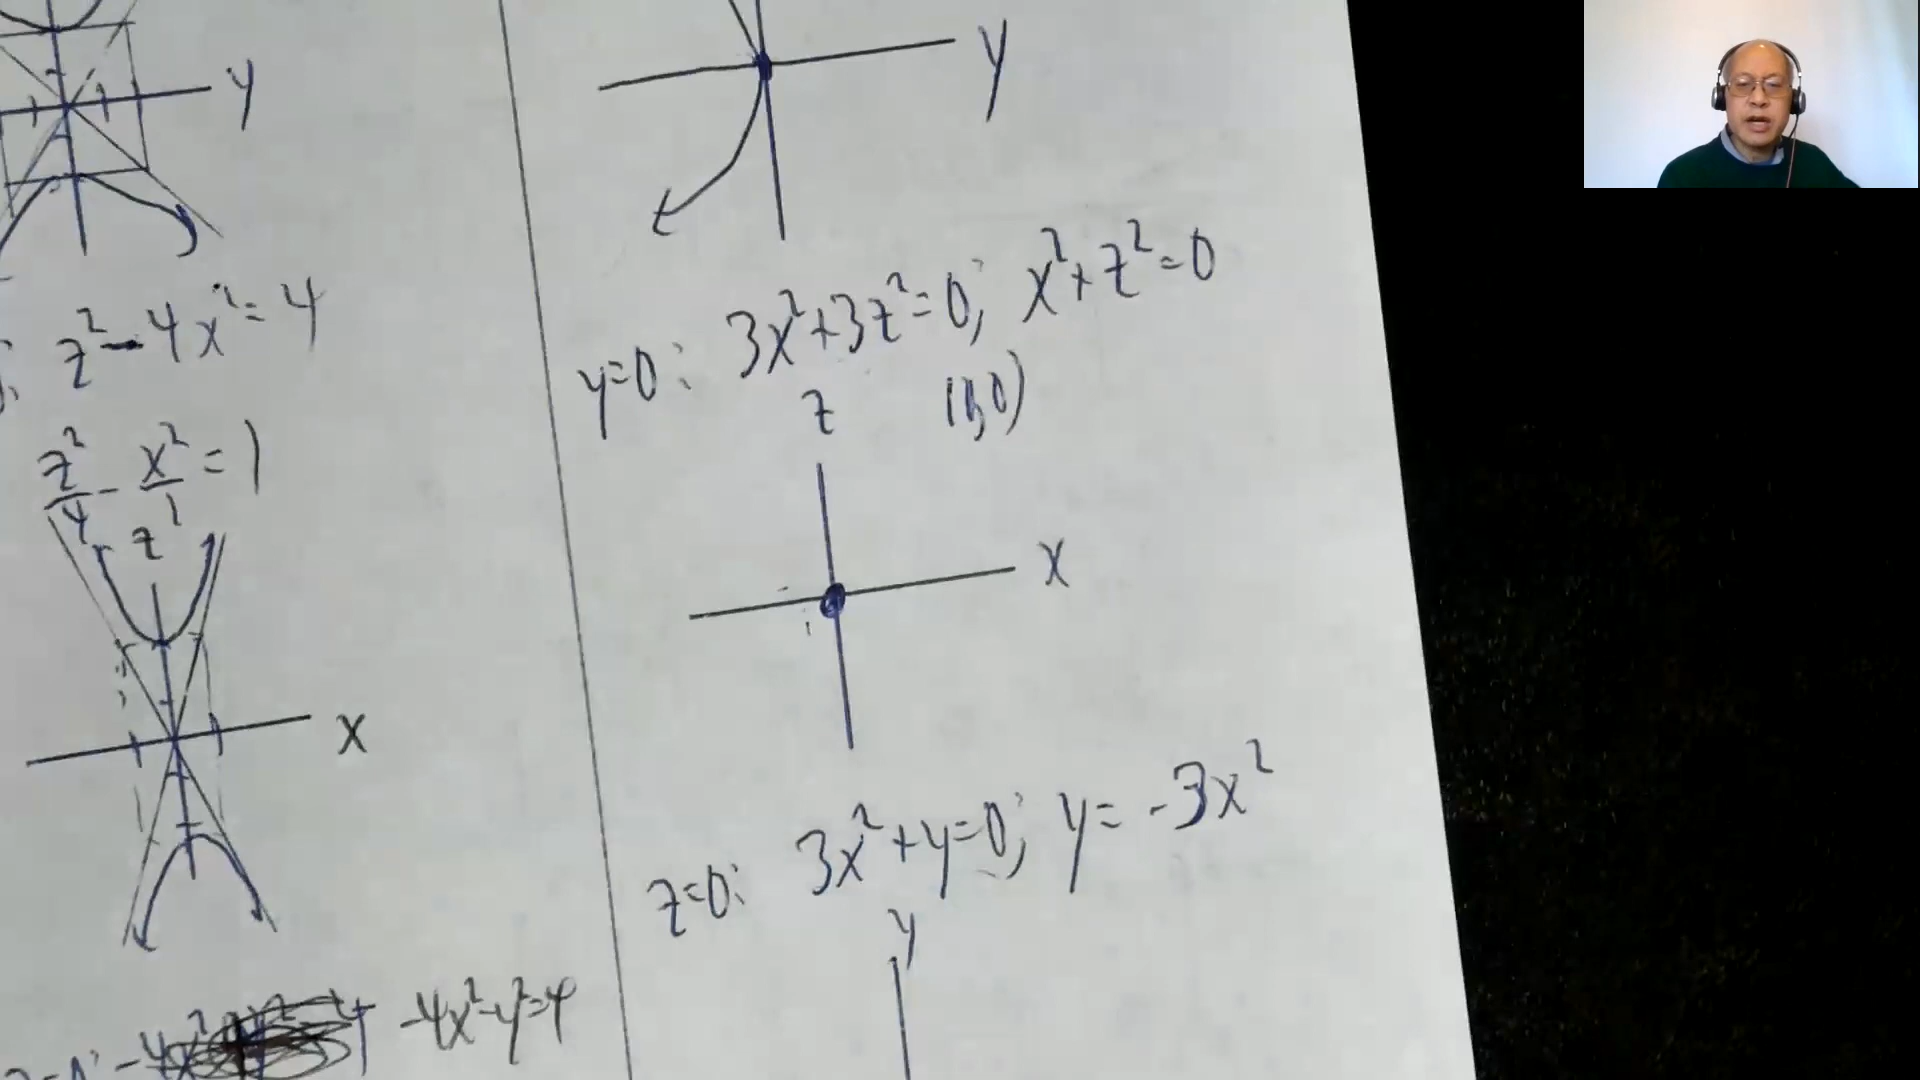 y
z² - 4x² = 4
z²/4 - x²/1 = 1
z
x
-4x² - y² = 4
y
y=0: 3x²+3z²=0; x²+z²=0
z (0,0)
x
z=0: 3x²+y=0; y=-3x²
y